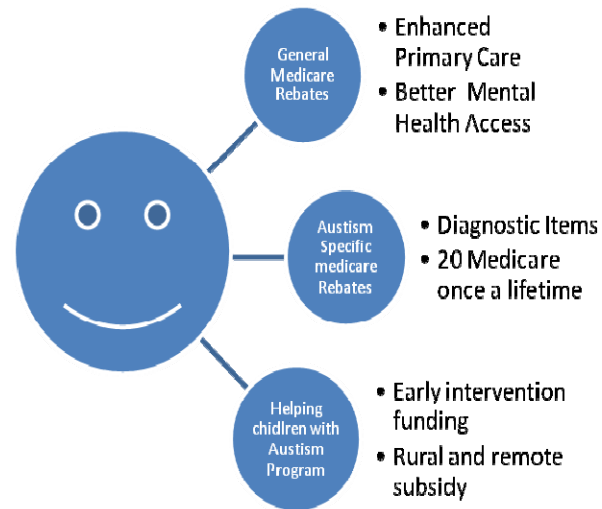 General
Medicare
Rebates
• Enhanced
Primary Care
• Better Mental
Health Access
Austism
Specific
medicare
Rebates
• Diagnostic Items
• 20 Medicare
once a lifetime
Helping
chidlren with
Austism
Program
• Early intervention
funding
• Rural and remote
subsidy